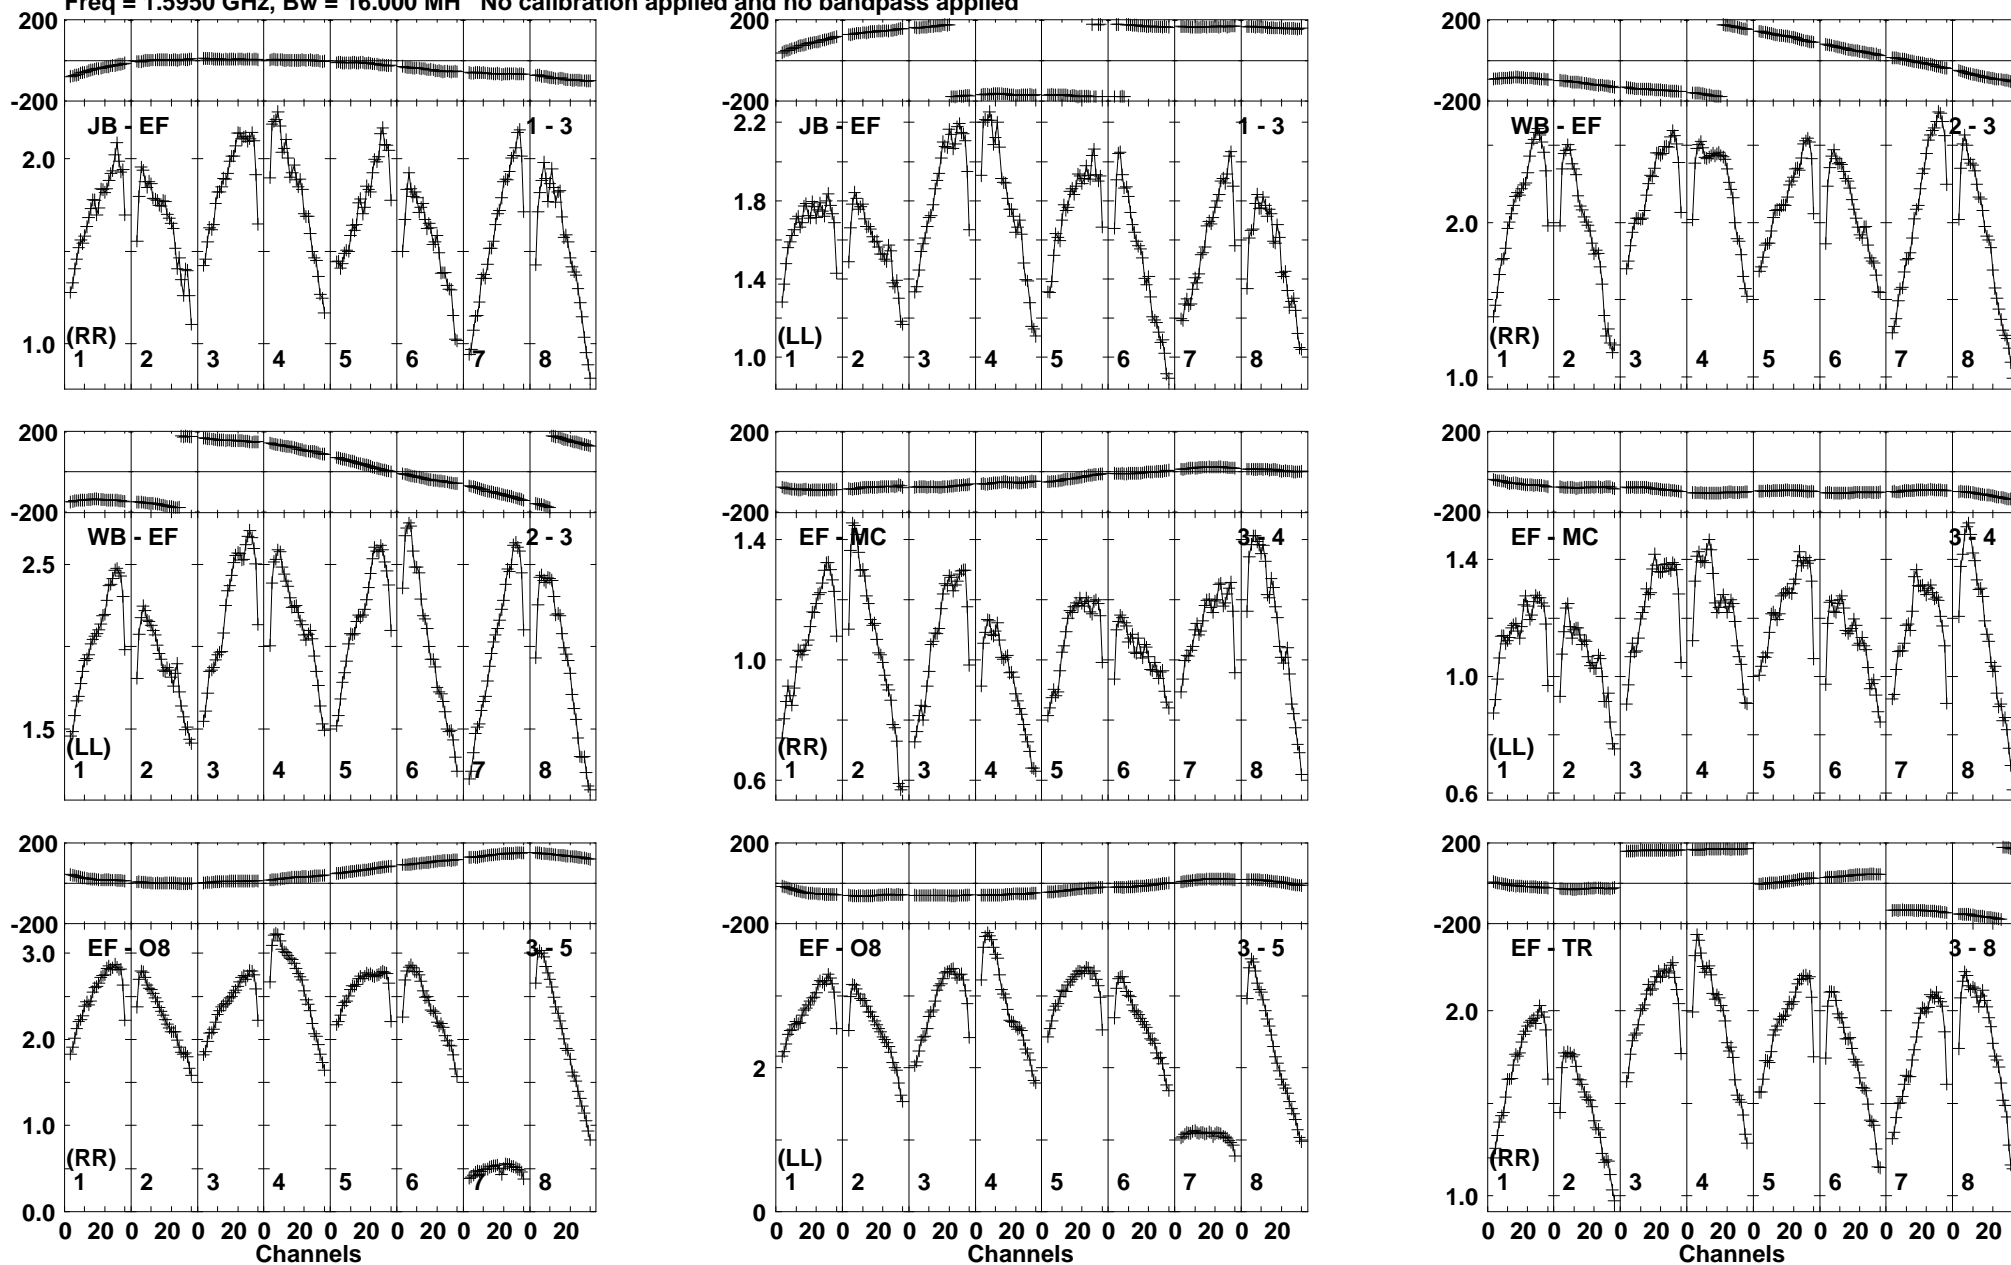 Freq = 1.5950 GHz, Bw = 16.000 MH No calibration applied and no bandpass applied
200 200 200
-200 -200 -200
JB - EF 1 - 3 JB - EF 1 - 3 WB - EF 2 - 3
2.2
2.0 1.8 2.0
1.4
1.0 1.0 1.0
(RR) (LL) (RR)
1 2 3 4 5 6 7 8 1 2 3 4 5 6 7 8 1 2 3 4 5 6 7 8
200 200 200
-200 -200 -200
WB - EF 2 - 3 EF - MC 3 - 4 EF - MC 3 - 4
2.5 1.4 1.4
1.0 1.0
1.5 0.6 0.6
(LL) (RR) (LL)
1 2 3 4 5 6 7 8 1 2 3 4 5 6 7 8 1 2 3 4 5 6 7 8
200 200 200
-200 -200 -200
EF - O8 3 - 5 EF - O8 3 - 5 EF - TR 3 - 8
3.0 2.0
2.0 2
1.0 1.0
(RR) (LL) (RR)
1 2 3 4 5 6 7 8 1 2 3 4 5 6 7 8 1 2 3 4 5 6 7 8
0.0 0
0 20 0 20 0 20 0 20 0 20 0 20 0 20 0 20 0 20 0 20 0 20 0 20 0 20 0 20 0 20 0 20 0 20 0 20 0 20 0 20 0 20 0 20 0 20 0 20
Channels Channels Channels